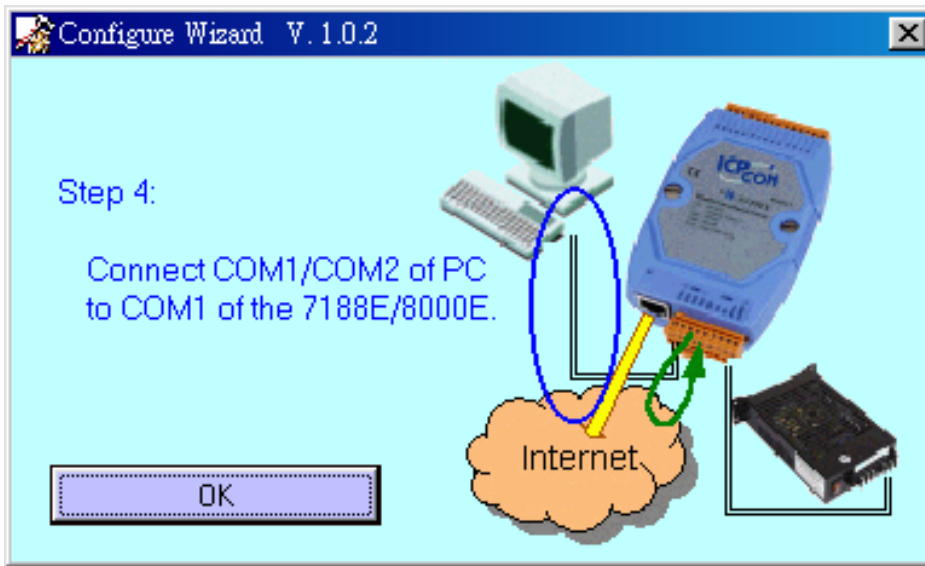 Configure Wizard V. 1.0.2
Step 4:
Connect COM1/COM2 of PC
to COM1 of the 7188E/8000E.
ICP
CON
CE
Internet
OK